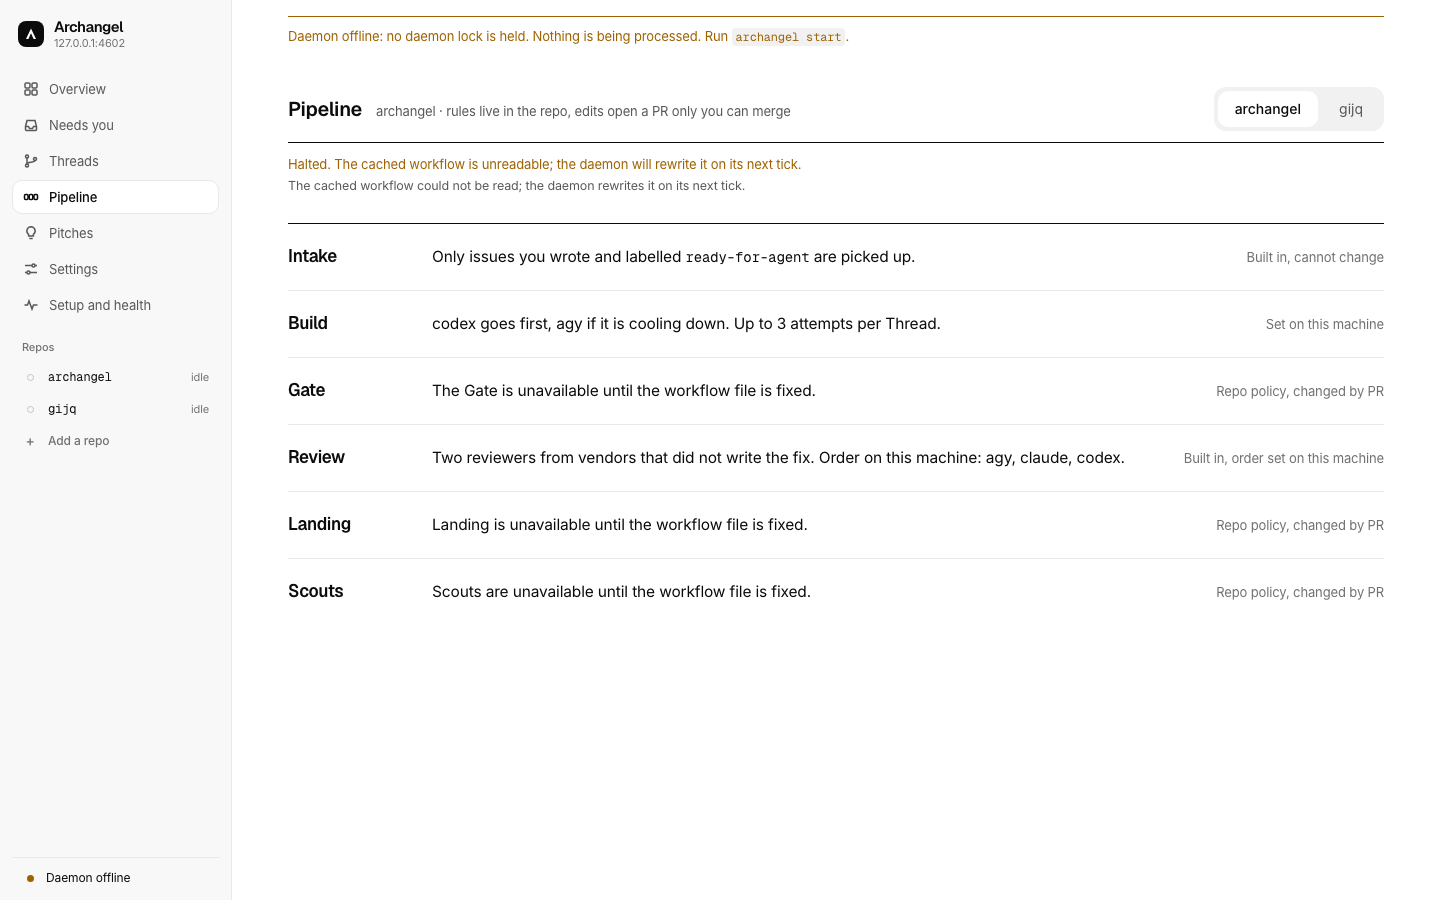 Archangel
127.0.0.1:4602
Overview
Needs you
Threads
Pipeline
Pitches
Settings
Setup and health
Repos
archangel idle
gijq idle
+ Add a repo
Daemon offline
Daemon offline: no daemon lock is held. Nothing is being processed. Run archangel start.
Pipeline archangel · rules live in the repo, edits open a PR only you can merge
archangel gijq
Halted. The cached workflow is unreadable; the daemon will rewrite it on its next tick.
The cached workflow could not be read; the daemon rewrites it on its next tick.
Intake Only issues you wrote and labelled ready-for-agent are picked up. Built in, cannot change
Build codex goes first, agy if it is cooling down. Up to 3 attempts per Thread. Set on this machine
Gate The Gate is unavailable until the workflow file is fixed. Repo policy, changed by PR
Review Two reviewers from vendors that did not write the fix. Order on this machine: agy, claude, codex. Built in, order set on this machine
Landing Landing is unavailable until the workflow file is fixed. Repo policy, changed by PR
Scouts Scouts are unavailable until the workflow file is fixed. Repo policy, changed by PR